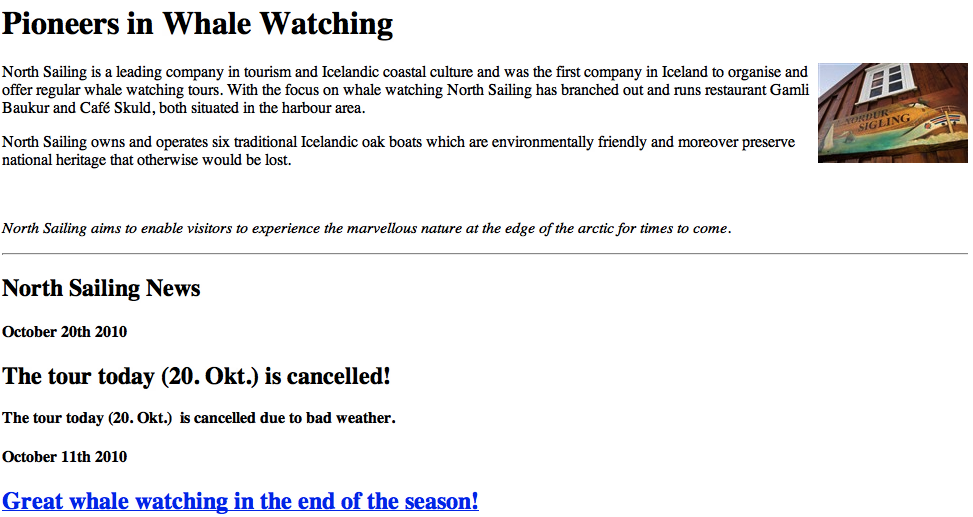 Pioneers in Whale Watching
North Sailing is a leading company in tourism and Icelandic coastal culture and was the first company in Iceland to organise and
offer regular whale watching tours. With the focus on whale watching North Sailing has branched out and runs restaurant Gamli
Baukur and Café Skuld, both situated in the harbour area.
NORDUR
SIGLING
North Sailing owns and operates six traditional Icelandic oak boats which are environmentally friendly and moreover preserve
national heritage that otherwise would be lost.
North Sailing aims to enable visitors to experience the marvellous nature at the edge of the arctic for times to come.
North Sailing News
October 20th 2010
The tour today (20. Okt.) is cancelled!
The tour today (20. Okt.)  is cancelled due to bad weather.
October 11th 2010
Great whale watching in the end of the season!